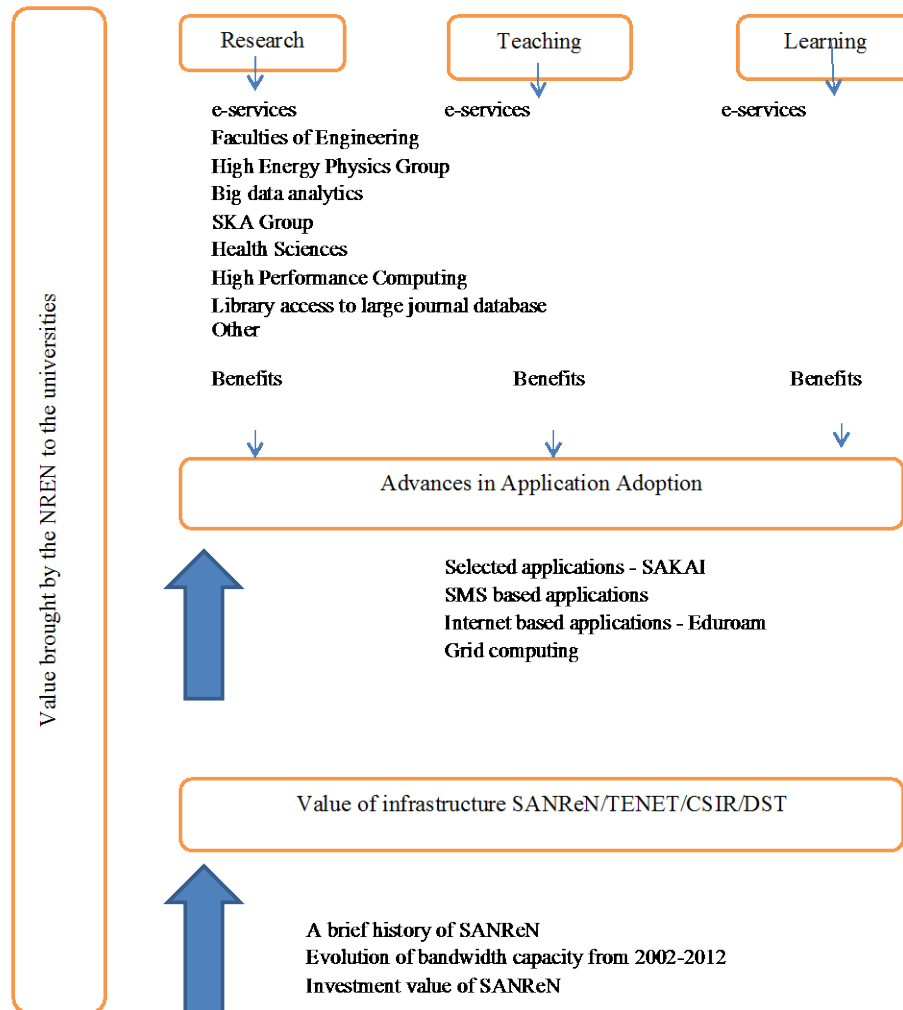 Value brought by the NREN to the universities
Research
Teaching
Learning
e-services
e-services
e-services
Faculties of Engineering
High Energy Physics Group
Big data analytics
SKA Group
Health Sciences
High Performance Computing
Library access to large journal database
Other
Benefits
Benefits
Benefits
Advances in Application Adoption
Selected applications - SAKAI
SMS based applications
Internet based applications - Eduroam
Grid computing
Value of infrastructure SANReN/TENET/CSIR/DST
A brief history of SANReN
Evolution of bandwidth capacity from 2002-2012
Investment value of SANReN